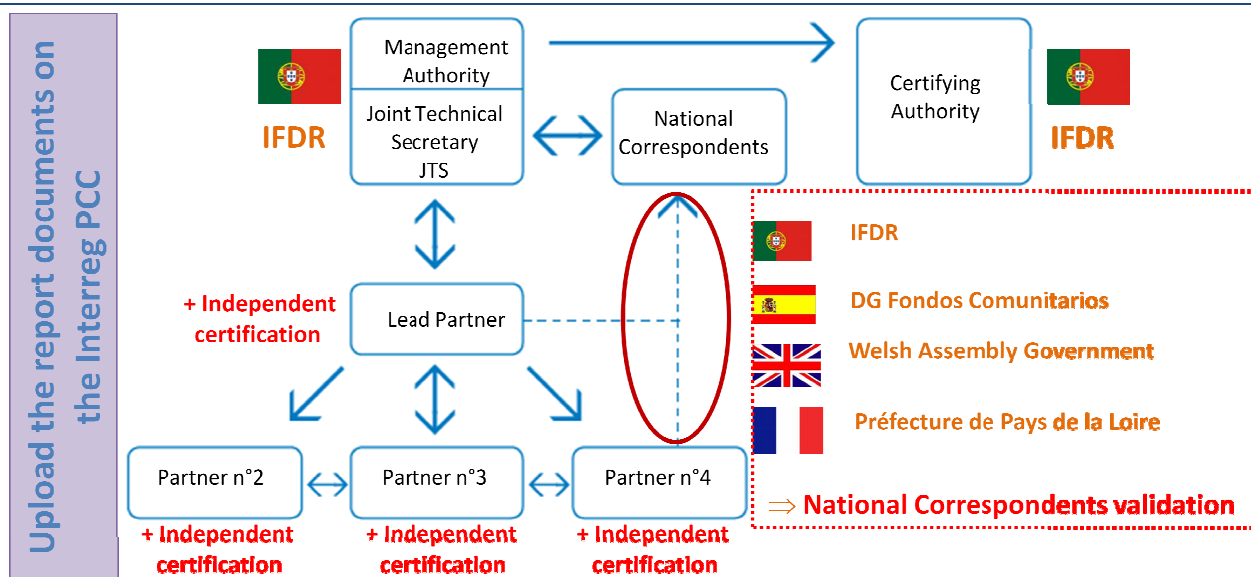 Upload the report documents on
the Interreg PCC
Management
Authority
Joint Technical
Secretary
JTS
IFDR
National
Correspondents
Certifying
Authority
IFDR
+ Independent
certification
Lead Partner
IFDR
DG Fondos Comunitarios
Welsh Assembly Government
Préfecture de Pays de la Loire
⇒ National Correspondents validation
Partner n°2
Partner n°3
Partner n°4
+ Independent
certification
+ Independent
certification
+ Independent
certification